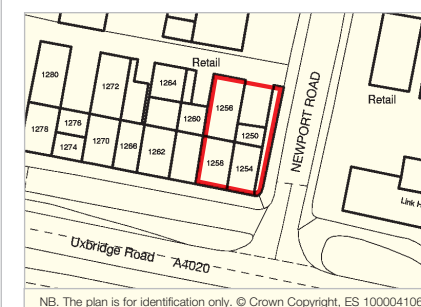 Retail
1280
1272
1264
1256
Retail
1278
1276
1274
1270
1266
1262
1260
1250
1258
1254
NEWPORT ROAD
Link H
Uxbridge Road A4020
NB. The plan is for identification only. © Crown Copyright, ES 100004106